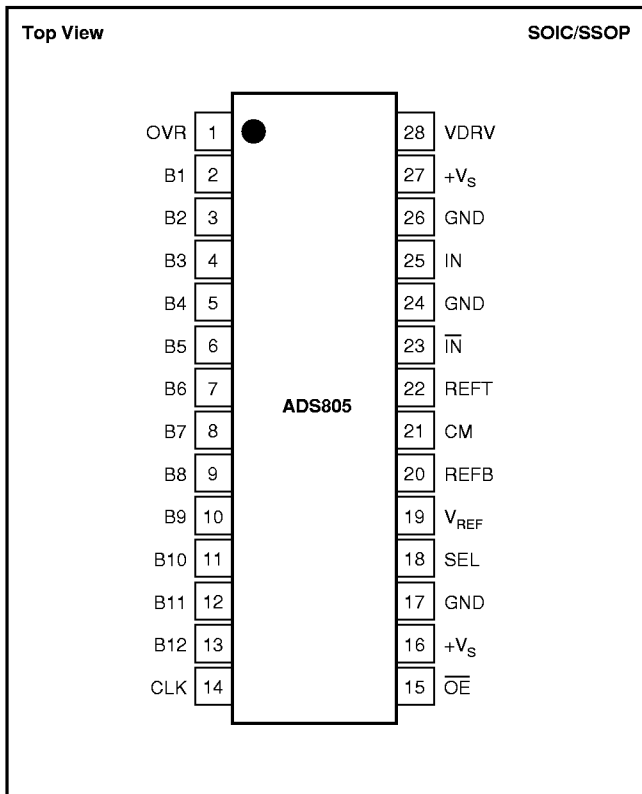 Top View SOIC/SSOP
OVR 1 28 VDRV
B1 2 27 +VS
B2 3 26 GND
B3 4 25 IN
B4 5 24 GND
B5 6 23 I̅N̅
B6 7 22 REFT
ADS805
B7 8 21 CM
B8 9 20 REFB
B9 10 19 VREF
B10 11 18 SEL
B11 12 17 GND
B12 13 16 +VS
CLK 14 15 O̅E̅